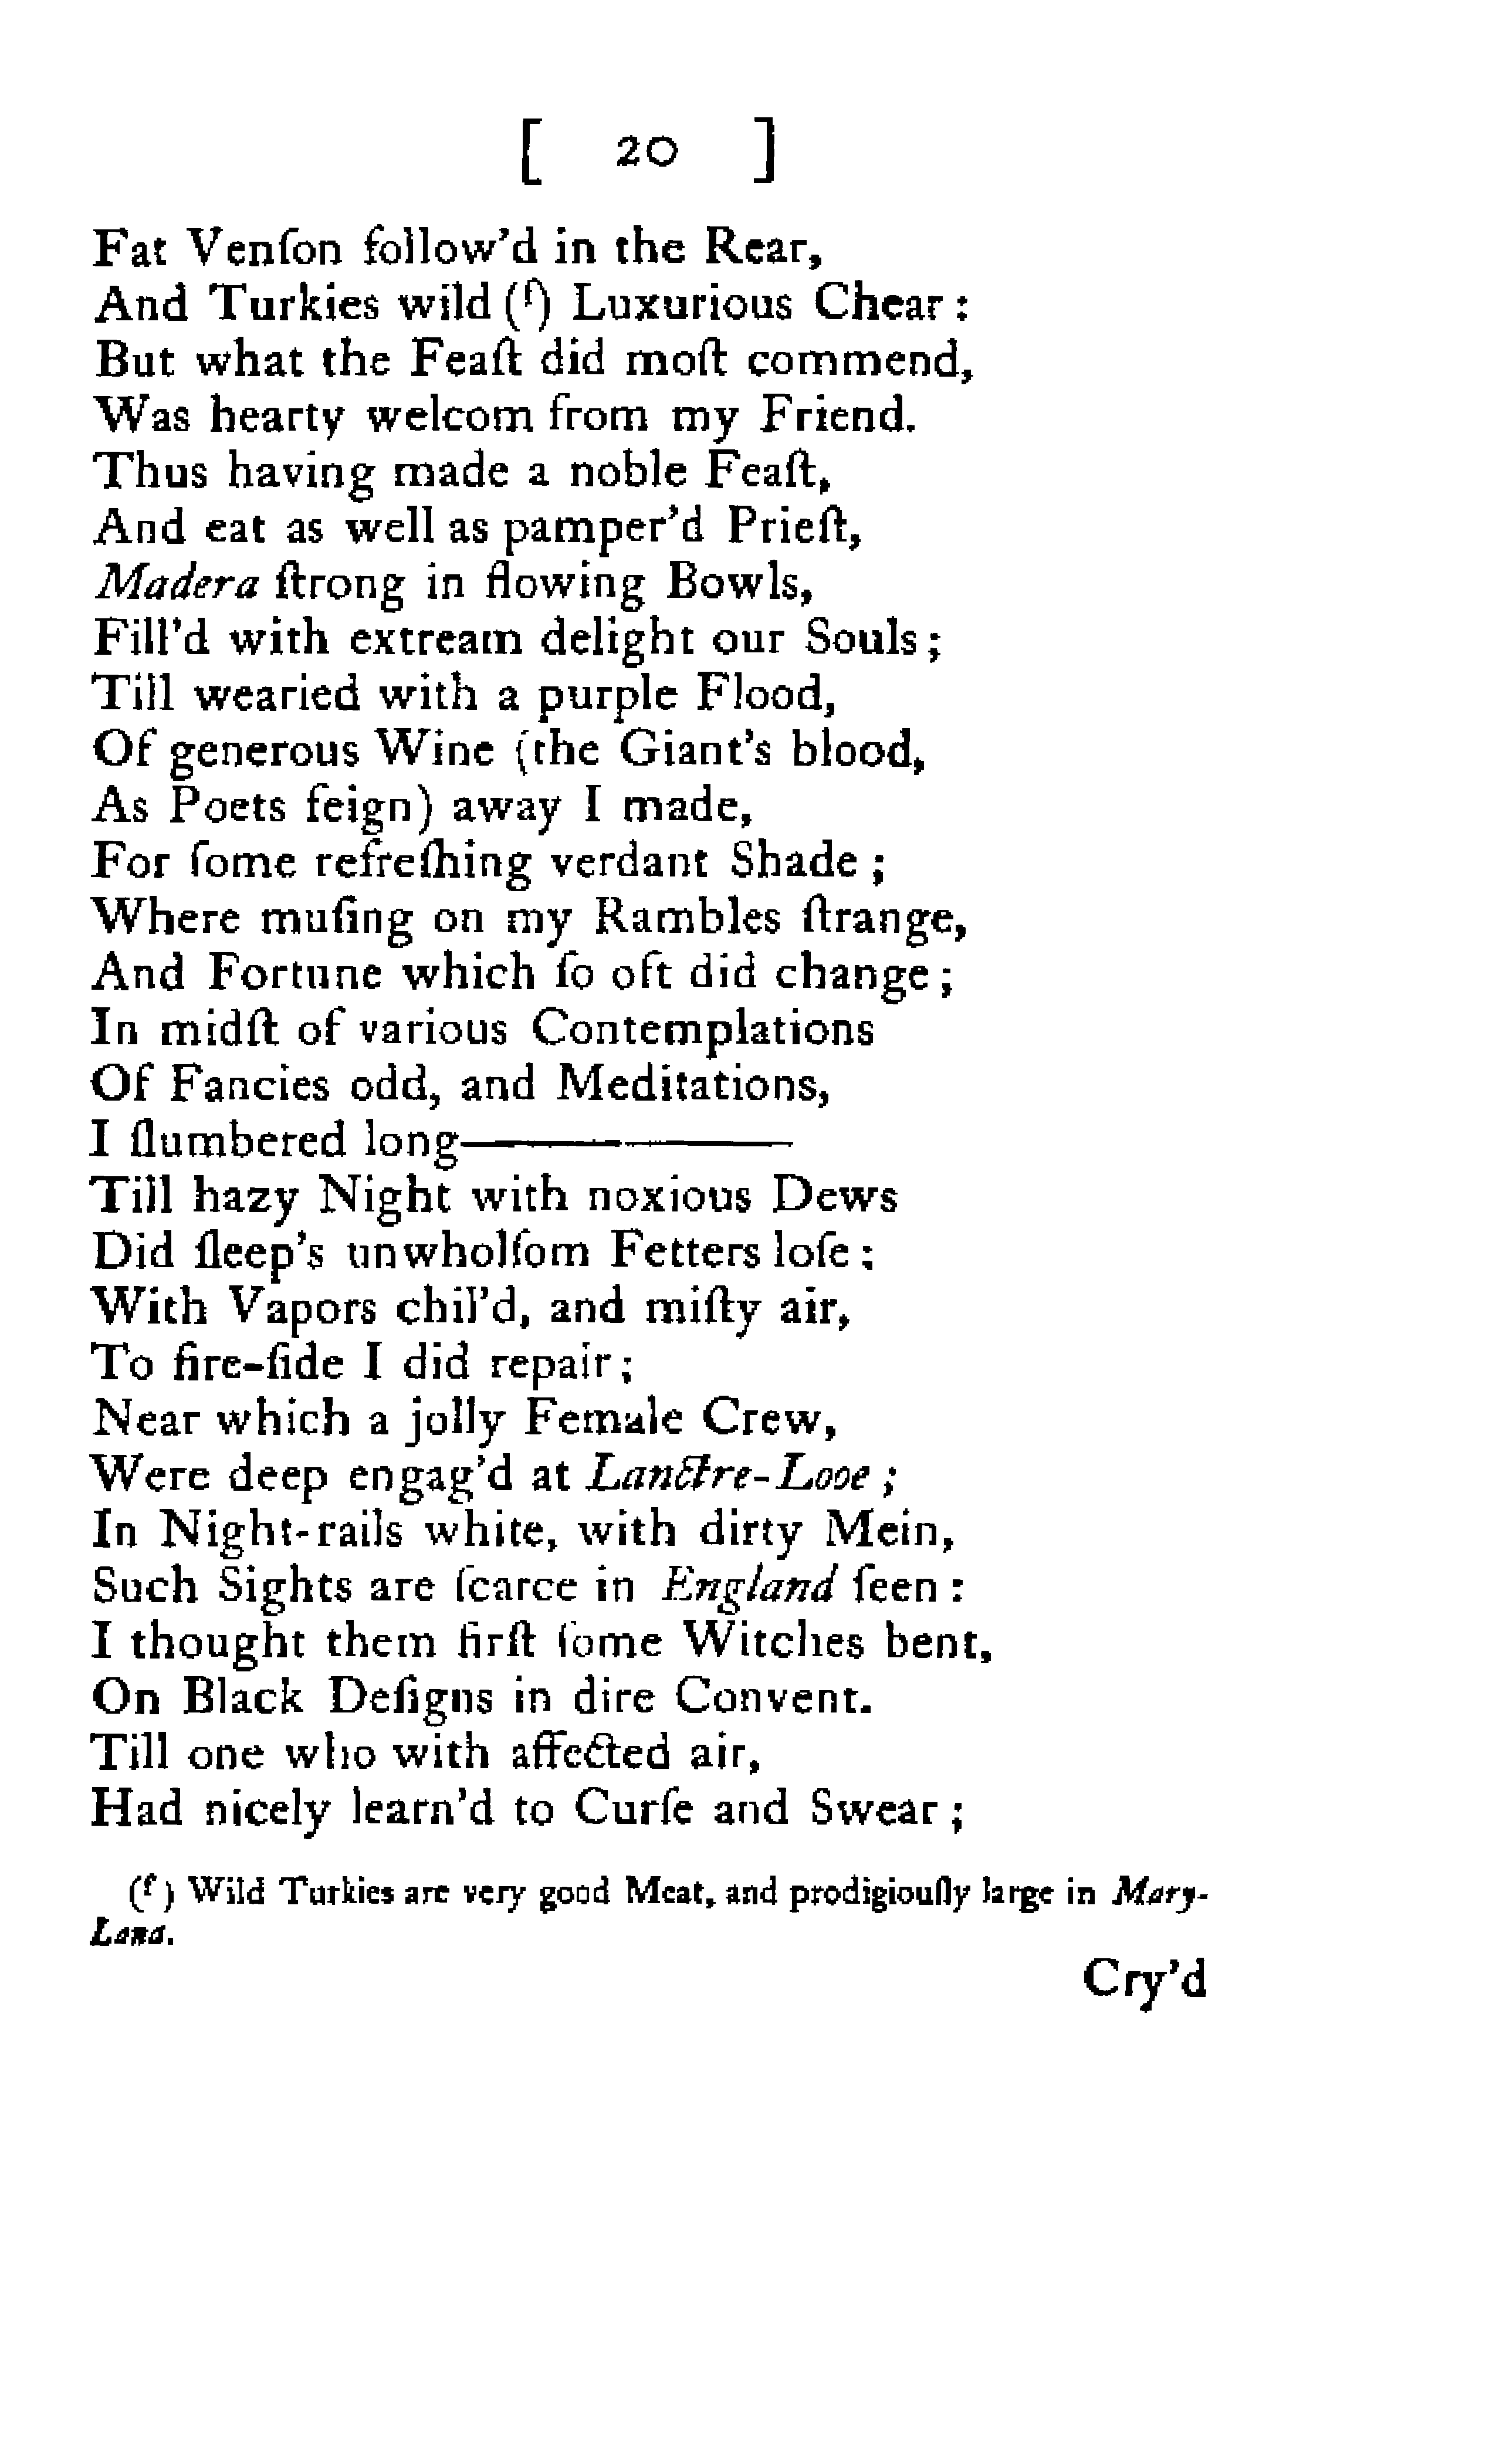 [ 20 ]
Fat Venſon follow'd in the Rear,
And Turkies wild (f) Luxurious Chear :
But what the Feaſt did moſt commend,
Was hearty welcom from my Friend.
Thus having made a noble Feaſt,
And eat as well as pamper'd Prieſt,
Madera ſtrong in flowing Bowls,
Fill'd with extream delight our Souls ;
Till wearied with a purple Flood,
Of generous Wine (the Giant's blood,
As Poets feign) away I made,
For ſome refreſhing verdant Shade ;
Where muſing on my Rambles ſtrange,
And Fortune which ſo oft did change ;
In midſt of various Contemplations
Of Fancies odd, and Meditations,
I ſlumbered long————
Till hazy Night with noxious Dews
Did ſleep's unwholſom Fetters loſe ;
With Vapors chil'd, and miſty air,
To fire-ſide I did repair ;
Near which a jolly Female Crew,
Were deep engag'd at Lanctre-Looe ;
In Night-rails white, with dirty Mein,
Such Sights are ſcarce in England ſeen :
I thought them firſt ſome Witches bent,
On Black Deſigns in dire Convent.
Till one who with affected air,
Had nicely learn'd to Curſe and Swear ;
(f) Wild Turkies are very good Meat, and prodigiouſly large in Mary-
Land.
Cry'd